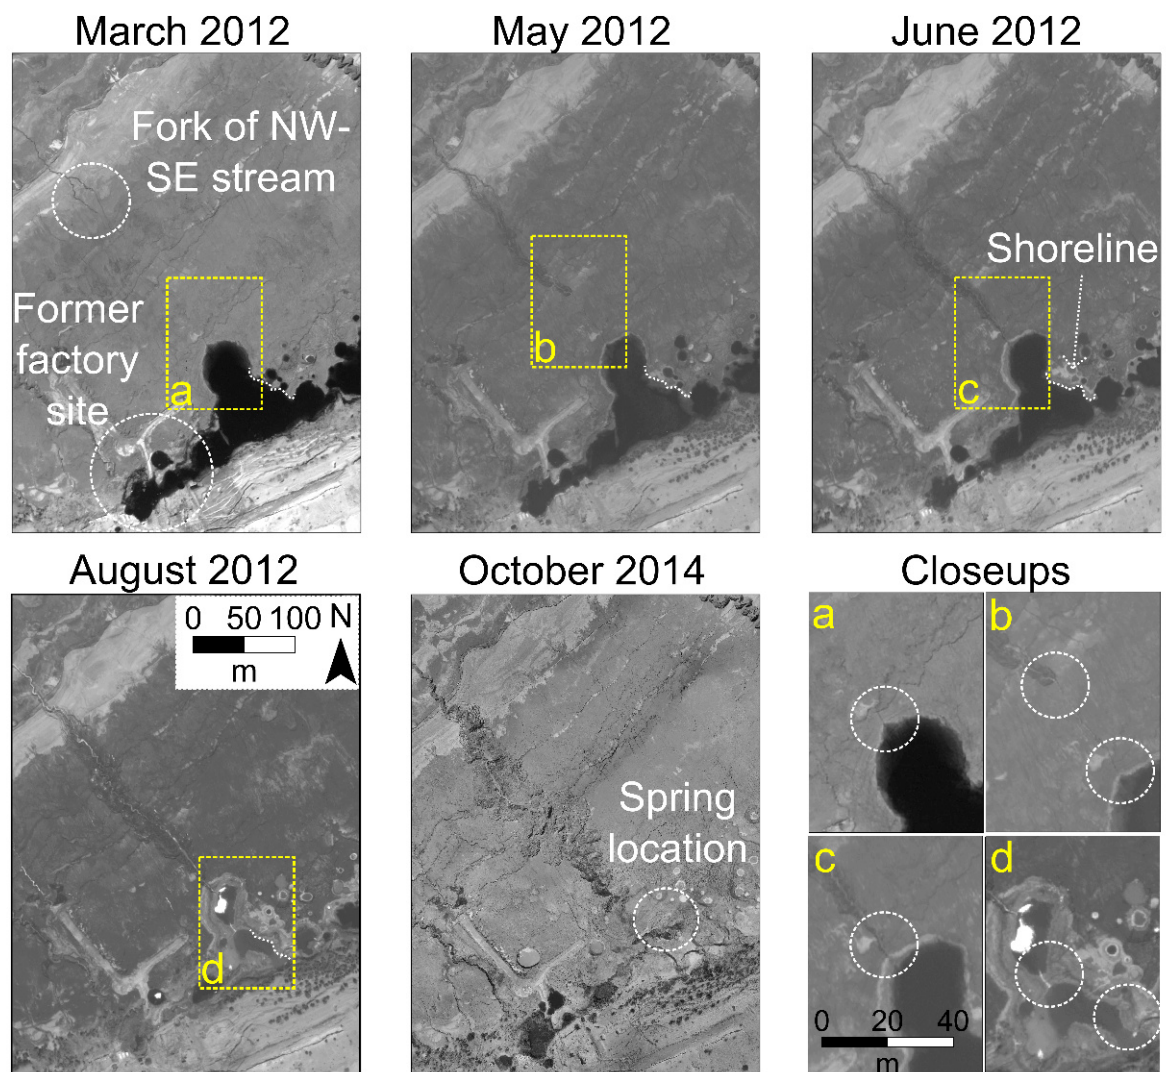 March 2012
May 2012
June 2012
Fork of NW-
SE stream
Former
factory
site
a
b
Shoreline
c
August 2012
October 2014
Closeups
0 50 100
m
N
d
Spring
location
a
b
c
d
0 20 40
m